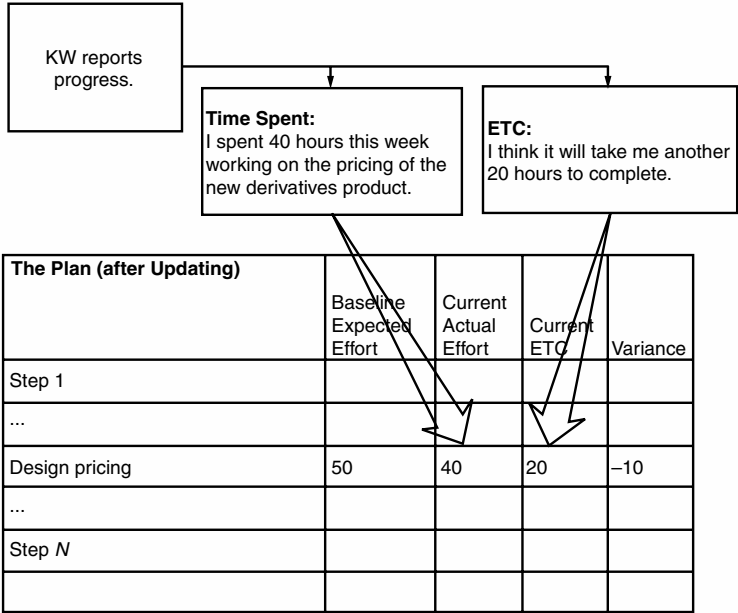 KW reports
progress.
Time Spent:
I spent 40 hours this week
working on the pricing of the
new derivatives product.
ETC:
I think it will take me another
20 hours to complete.
The Plan (after Updating)
Baseline
Expected
Effort
Current
Actual
Effort
Current
ETC
Variance
Step 1
...
Design pricing 50 40 20 –10
...
Step N